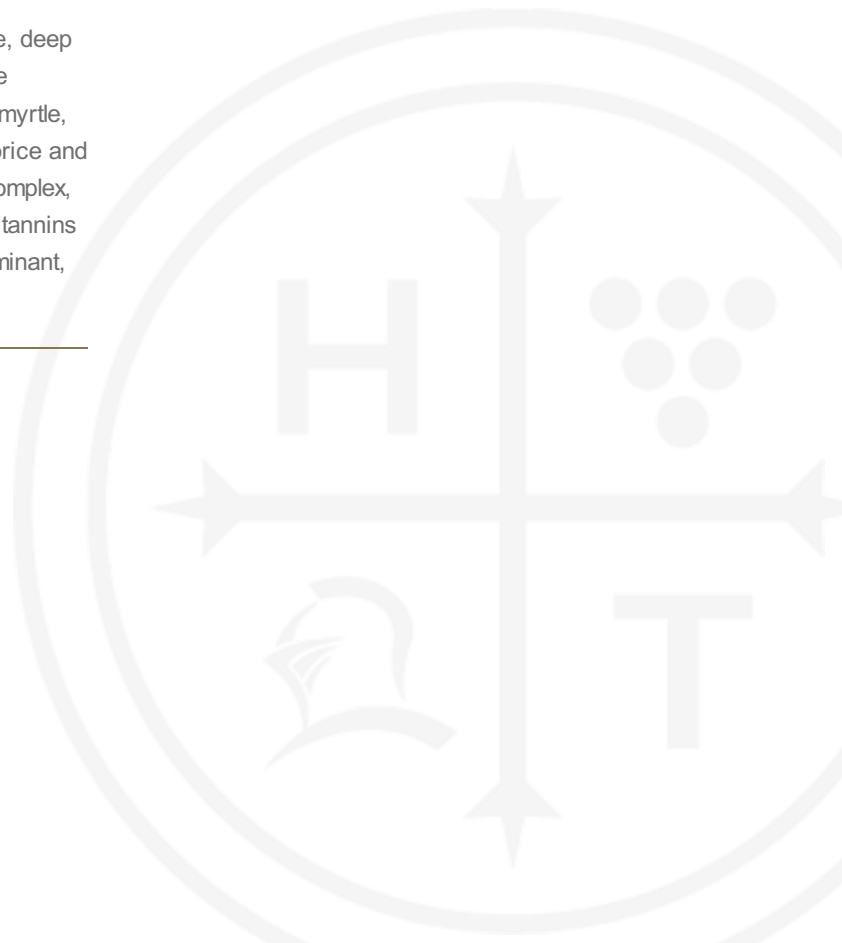 e, deep
e
myrtle,
orice and
omplex,
tannins
minant,
H
T